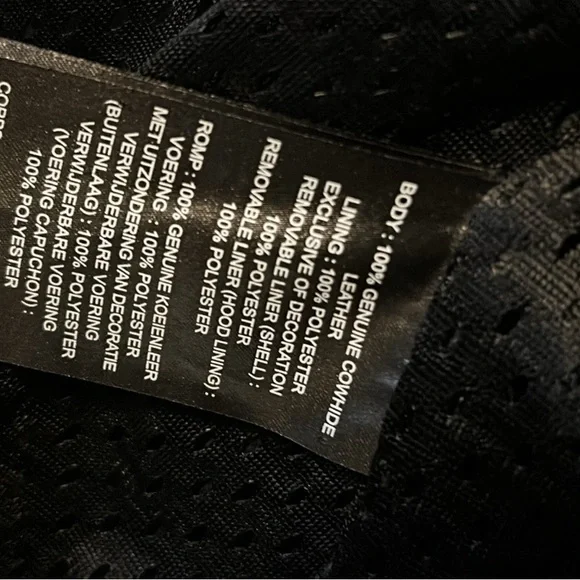 BODY : 100% GENUINE COWHIDE
LEATHER
LINING : 100% POLYESTER
EXCLUSIVE OF DECORATION
REMOVABLE LINER (SHELL) :
100% POLYESTER
REMOVABLE LINER (HOOD LINING) :
100% POLYESTER
ROMP : 100% GENUINE KOEIENLEER
VOERING : 100% POLYESTER
MET UITZONDERING VAN DECORATIE
VERWIJDERBARE VOERING
(BUITENLAAG) : 100% POLYESTER
VERWIJDERBARE VOERING
(VOERING CAPUCHON) :
100% POLYESTER